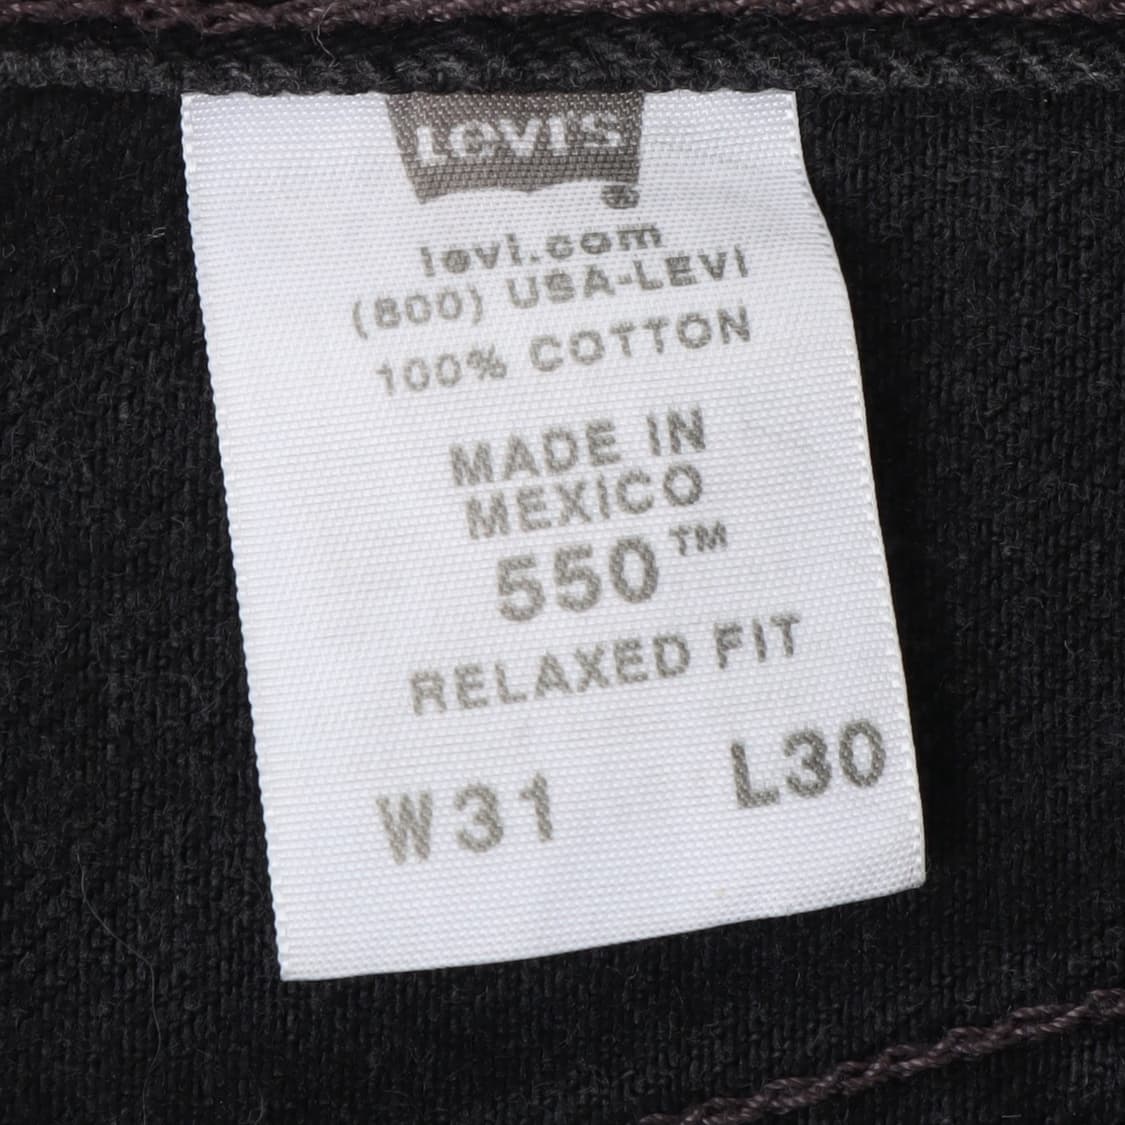 LEVI'S
®
levi.com
(800) USA-LEVI
100% COTTON
MADE IN
MEXICO
550™
RELAXED FIT
W31 L30